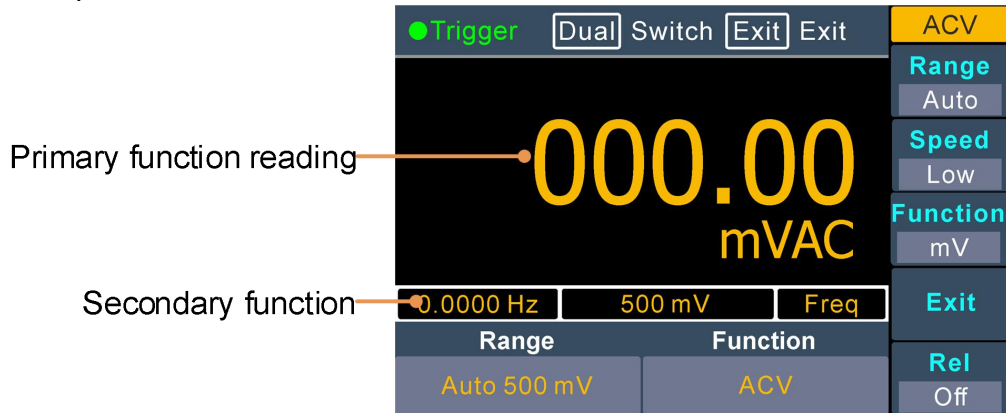 Trigger Dual Switch Exit Exit
ACV
Range
Auto
Speed
Low
Function
mV
Exit
Rel
Off
Primary function reading
000.00
mVAC
Secondary function
0.0000 Hz 500 mV Freq
Range Function
Auto 500 mV ACV